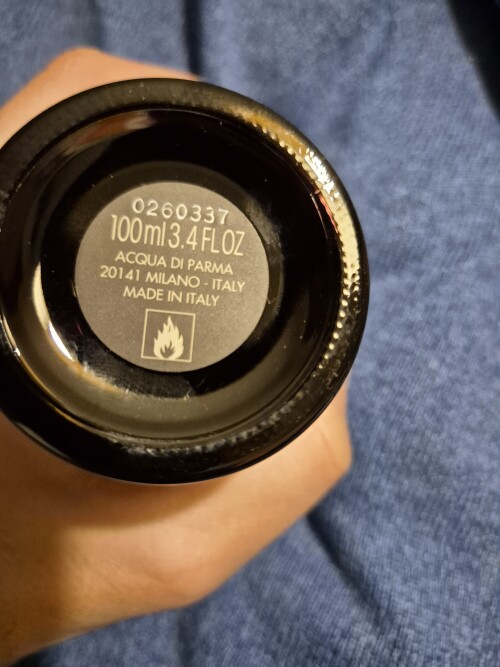 0260337
100ml 3.4 FL OZ
ACQUA DI PARMA
20141 MILANO - ITALY
MADE IN ITALY